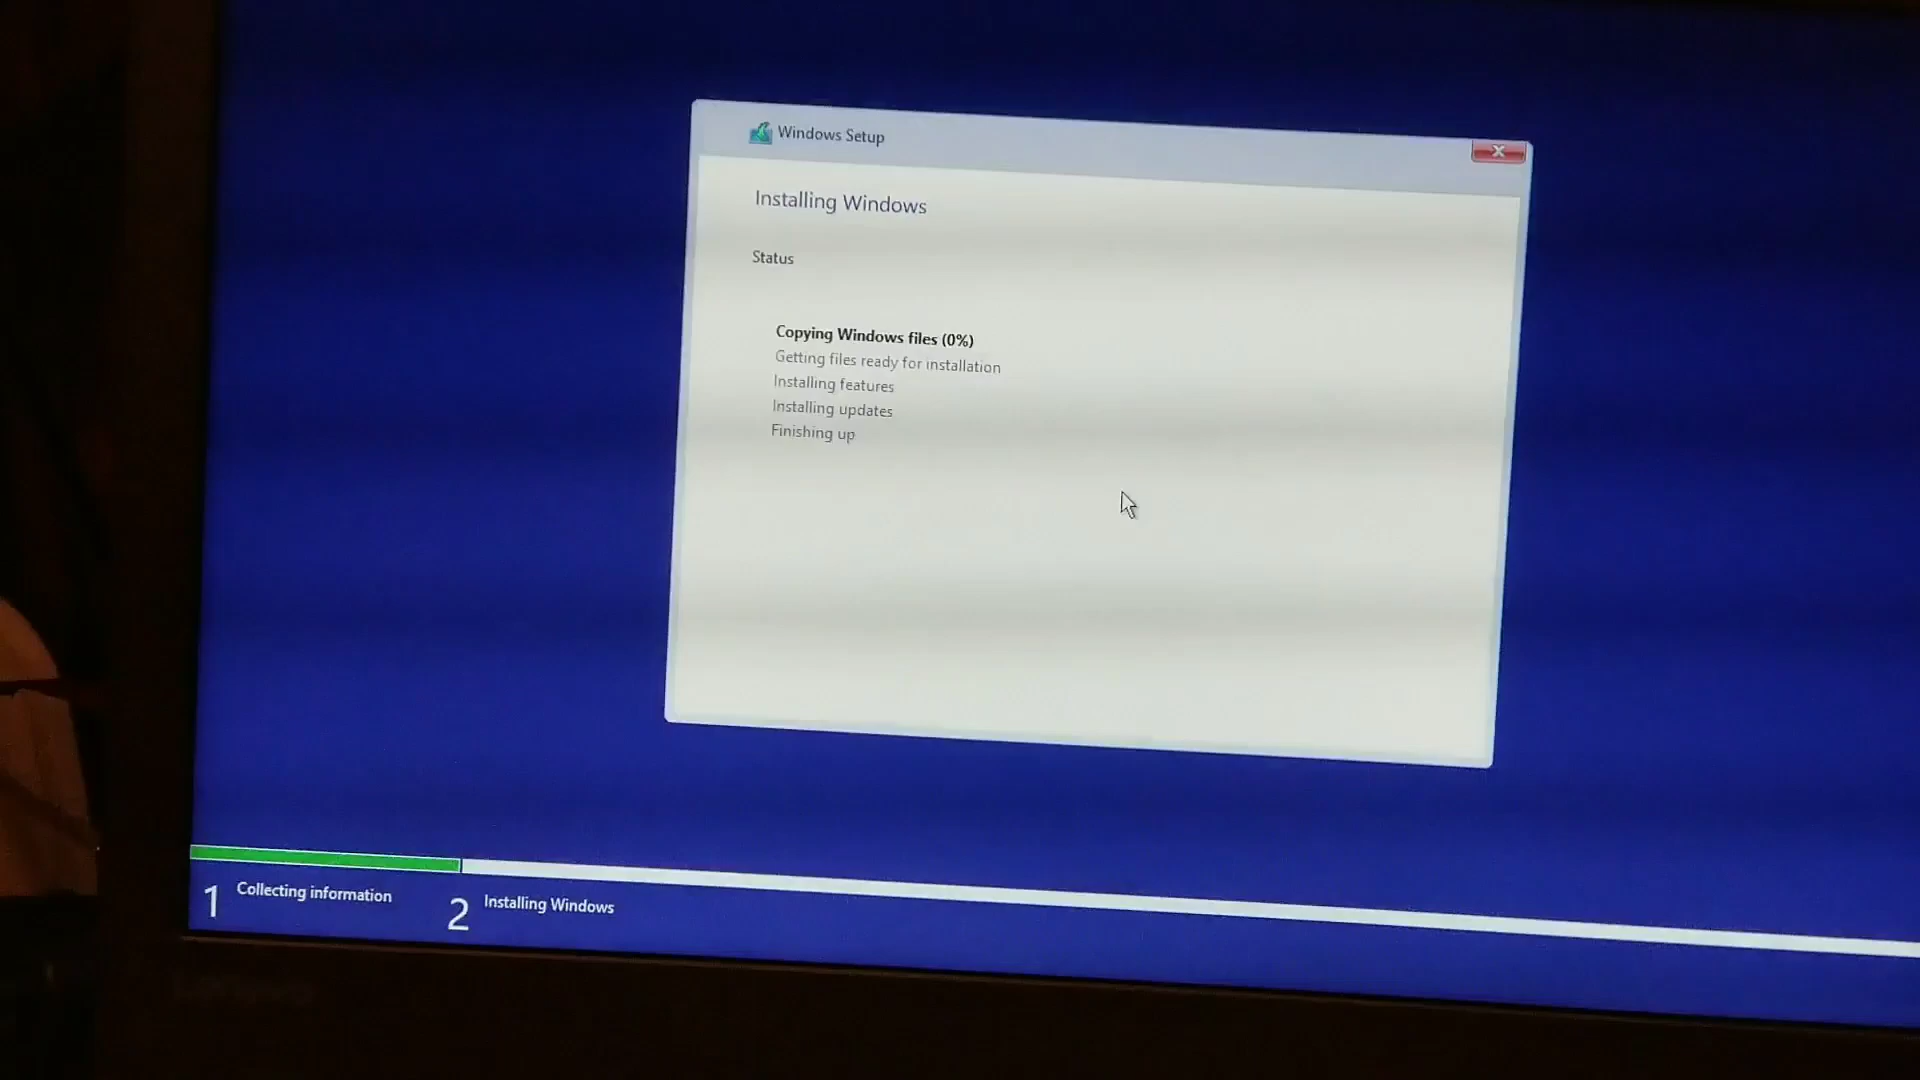 Windows Setup
Installing Windows
Status
Copying Windows files (0%)
Getting files ready for installation
Installing features
Installing updates
Finishing up
1 Collecting information
2 Installing Windows